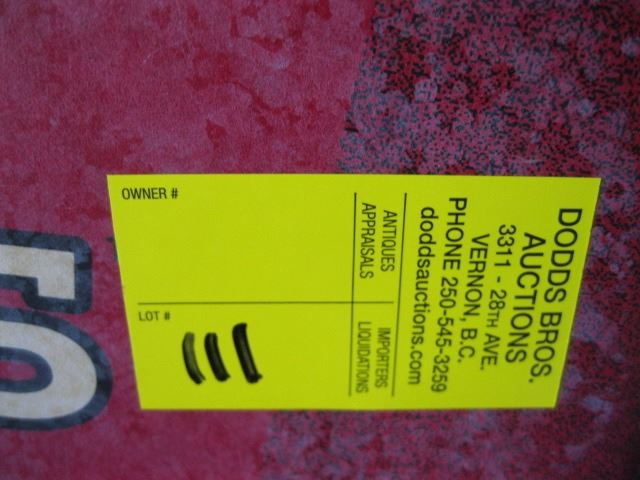 DODDS BROS.
AUCTIONS
3311 - 28TH AVE.
VERNON, B.C.
PHONE 250-545-3259
doddsauctions.com
ANTIQUES IMPORTERS
APPRAISALS LIQUIDATIONS
OWNER #
LOT #
111